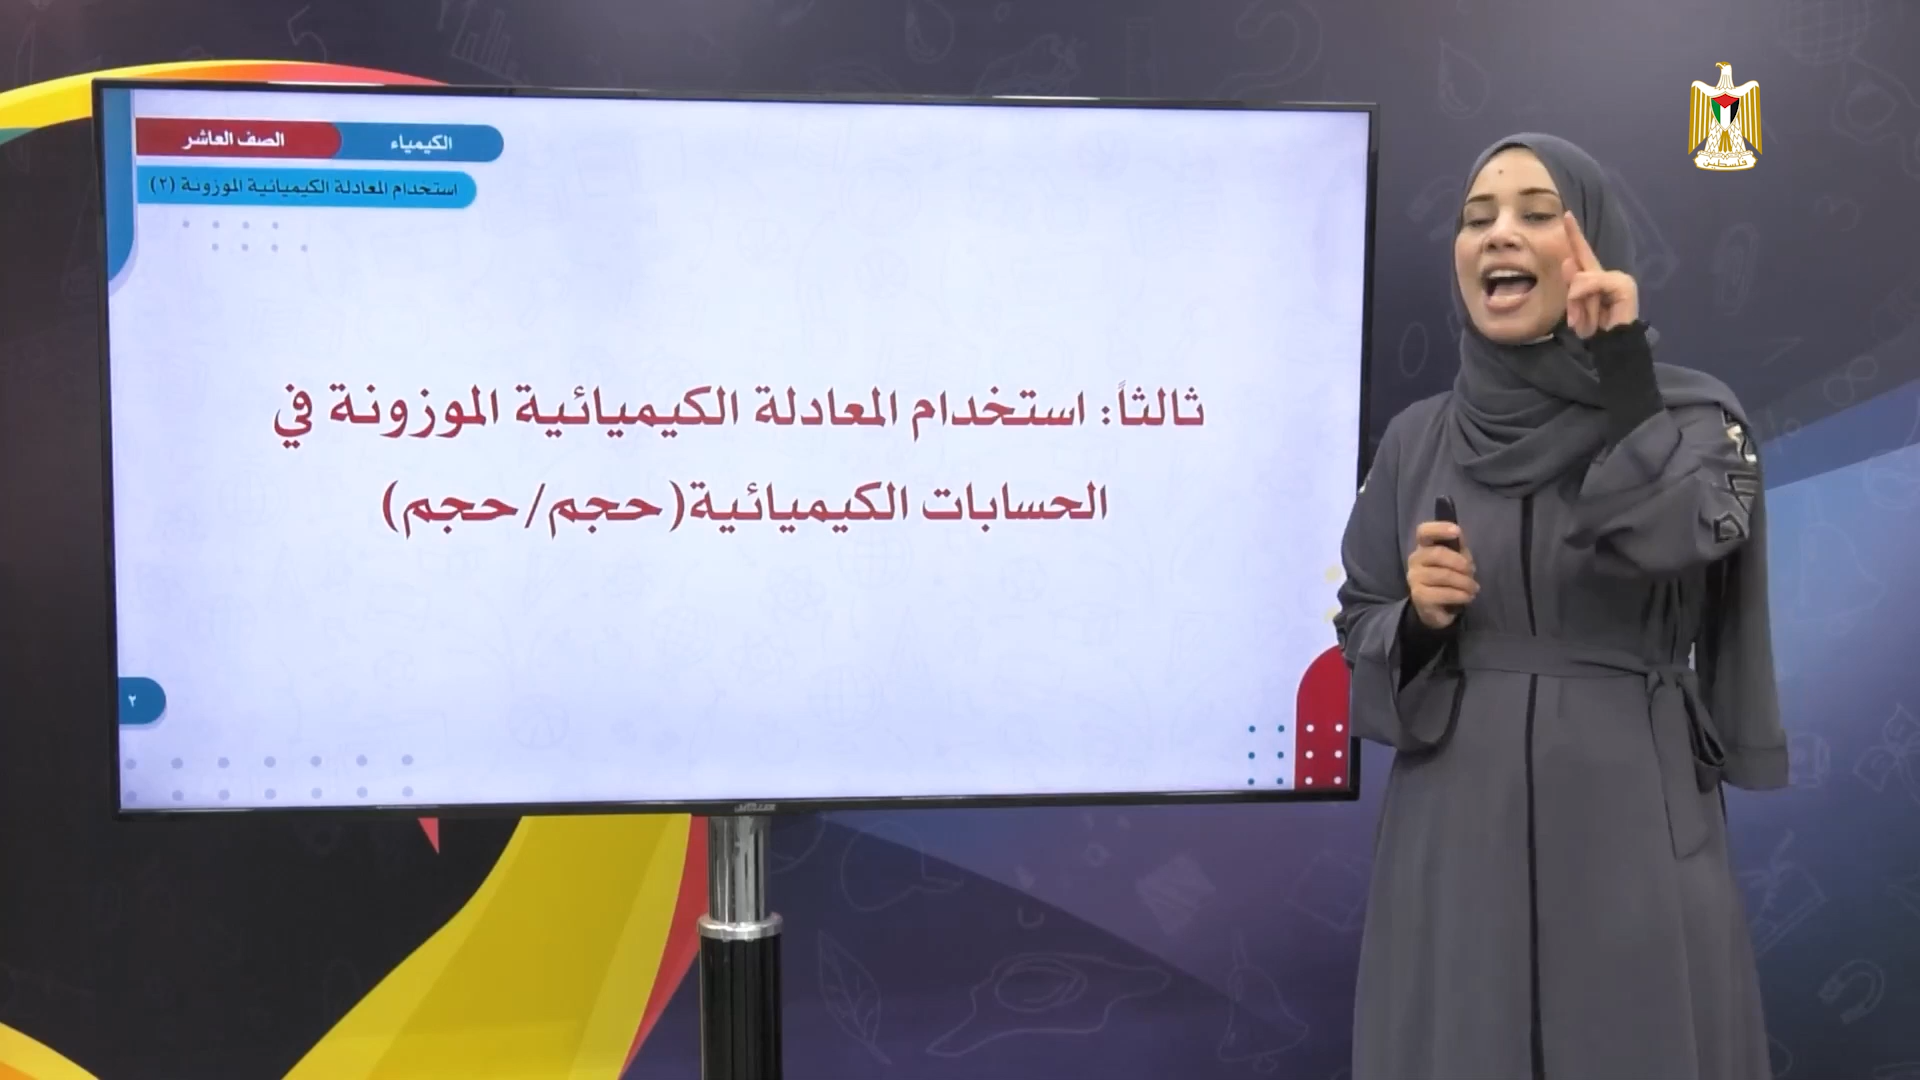 الكيمياء
الصف العاشر
استخدام المعادلة الكيميائية الموزونة (٢)
ثالثاً: استخدام المعادلة الكيميائية الموزونة في
الحسابات الكيميائية(حجم/حجم)
٢
فلسطين